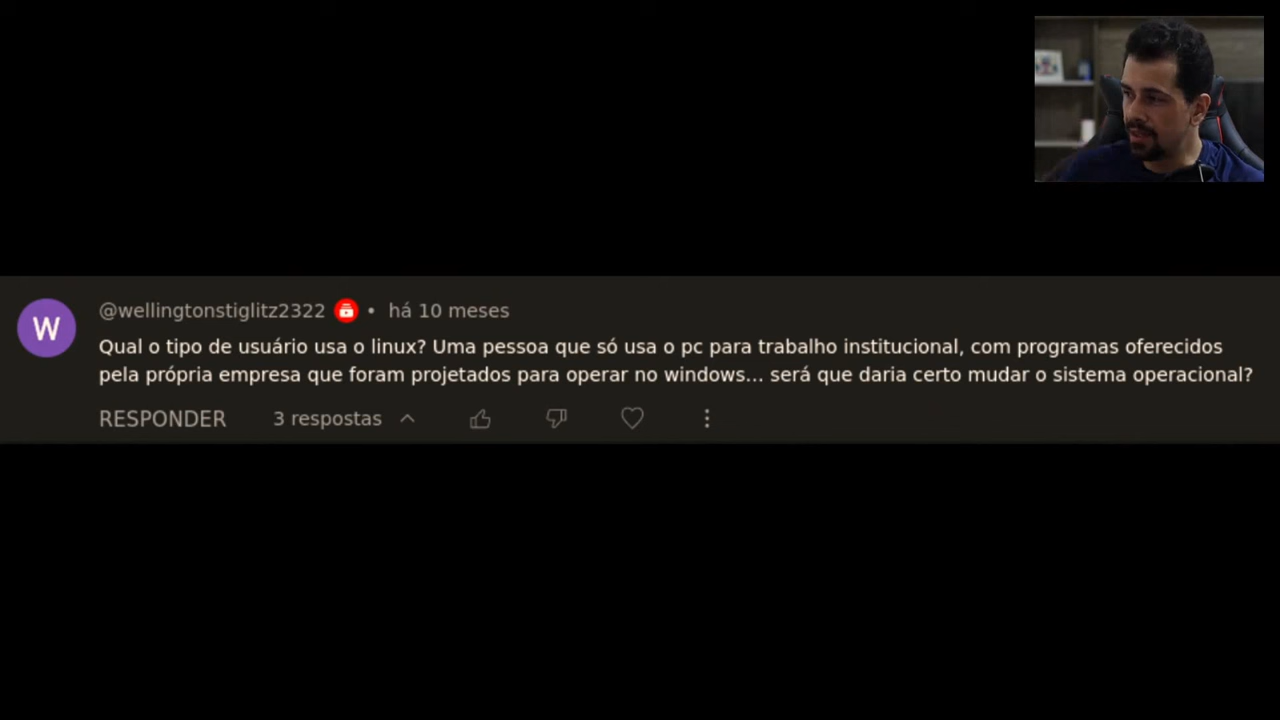 W
@wellingtonstiglitz2322 • há 10 meses
Qual o tipo de usuário usa o linux? Uma pessoa que só usa o pc para trabalho institucional, com programas oferecidos
pela própria empresa que foram projetados para operar no windows... será que daria certo mudar o sistema operacional?
RESPONDER 3 respostas